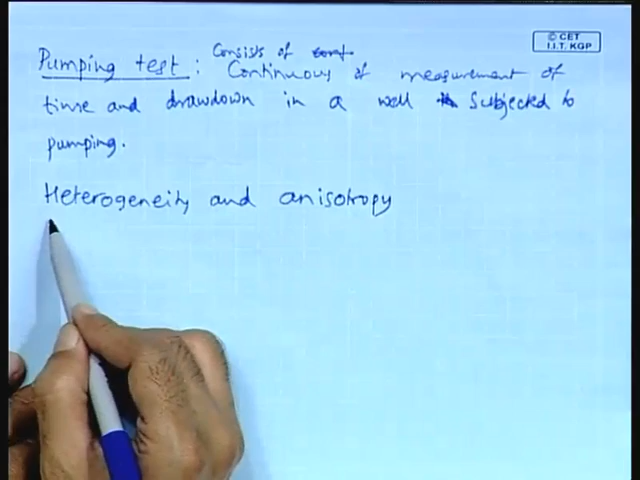 © CET
I.I.T. KGP
Consists of
Pumping test : Continuous of measurement of
time and drawdown in a well subjected to
pumping.
Heterogeneity and anisotropy